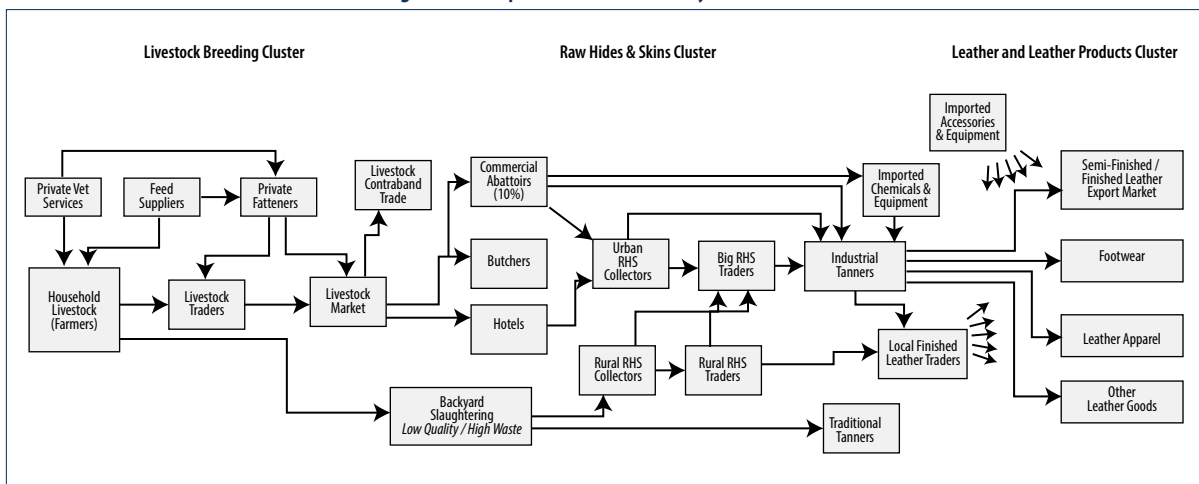 Livestock Breeding Cluster
Raw Hides & Skins Cluster
Leather and Leather Products Cluster
Imported
Accessories
& Equipment
Private Vet
Services
Feed
Suppliers
Private
Fatteners
Livestock
Contraband
Trade
Commercial
Abattoirs
(10%)
Imported
Chemicals &
Equipment
Semi-Finished /
Finished Leather
Export Market
Household
Livestock
(Farmers)
Livestock
Traders
Livestock
Market
Butchers
Hotels
Urban
RHS
Collectors
Big RHS
Traders
Industrial
Tanners
Footwear
Rural RHS
Collectors
Rural RHS
Traders
Local Finished
Leather Traders
Leather Apparel
Backyard
Slaughtering
Low Quality / High Waste
Traditional
Tanners
Other
Leather Goods